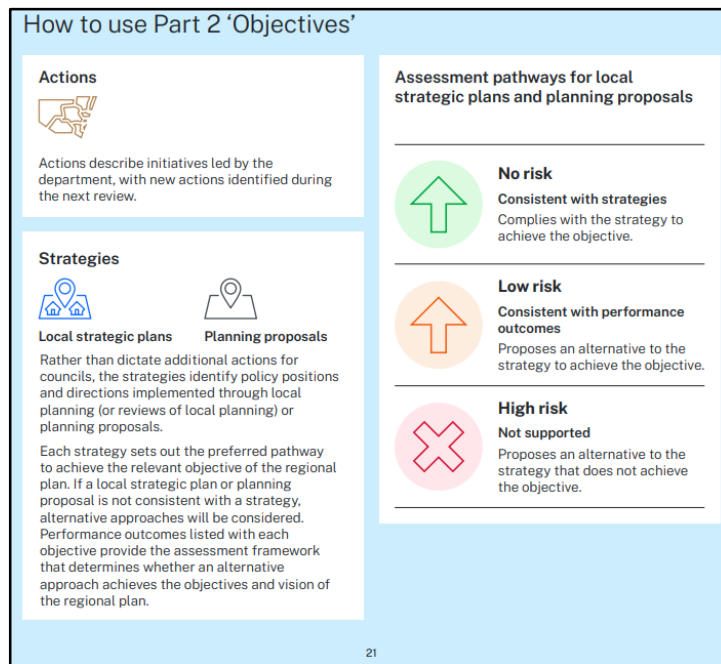 How to use Part 2 ‘Objectives’
Actions
Actions describe initiatives led by the
department, with new actions identified during
the next review.
Strategies
Local strategic plans
Planning proposals
Rather than dictate additional actions for
councils, the strategies identify policy positions
and directions implemented through local
planning (or reviews of local planning) or
planning proposals.
Each strategy sets out the preferred pathway
to achieve the relevant objective of the regional
plan. If a local strategic plan or planning
proposal is not consistent with a strategy,
alternative approaches will be considered.
Performance outcomes listed with each
objective provide the assessment framework
that determines whether an alternative
approach achieves the objectives and vision of
the regional plan.
Assessment pathways for local
strategic plans and planning proposals
No risk
Consistent with strategies
Complies with the strategy to
achieve the objective.
Low risk
Consistent with performance
outcomes
Proposes an alternative to the
strategy to achieve the objective.
High risk
Not supported
Proposes an alternative to the
strategy that does not achieve
the objective.
21